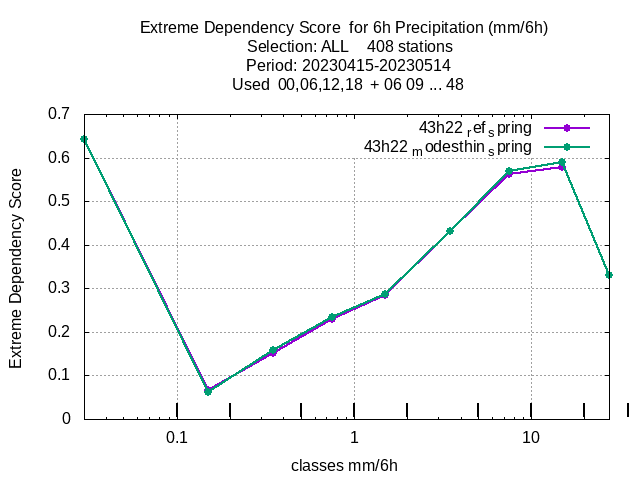 Extreme Dependency Score  for 6h Precipitation (mm/6h)
Selection: ALL    408 stations
Period: 20230415-20230514
Used  00,06,12,18  + 06 09 ... 48
43h22 ref spring
43h22 modesthin spring
Extreme Dependency Score
0.7
0.6
0.5
0.4
0.3
0.2
0.1
0
0.1 1 10
classes mm/6h